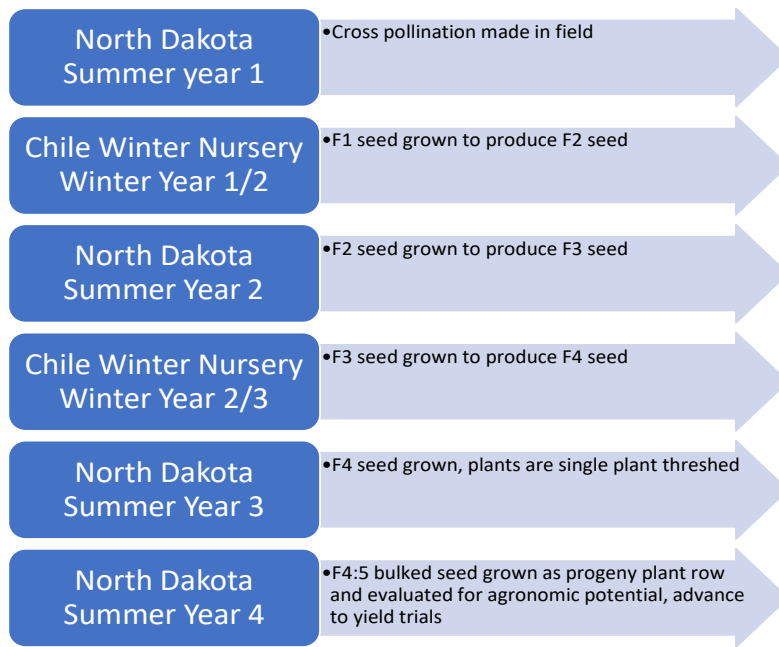 North Dakota
Summer year 1
•Cross pollination made in field
Chile Winter Nursery
Winter Year 1/2
•F1 seed grown to produce F2 seed
North Dakota
Summer Year 2
•F2 seed grown to produce F3 seed
Chile Winter Nursery
Winter Year 2/3
•F3 seed grown to produce F4 seed
North Dakota
Summer Year 3
•F4 seed grown, plants are single plant threshed
North Dakota
Summer Year 4
•F4:5 bulked seed grown as progeny plant row
and evaluated for agronomic potential, advance
to yield trials